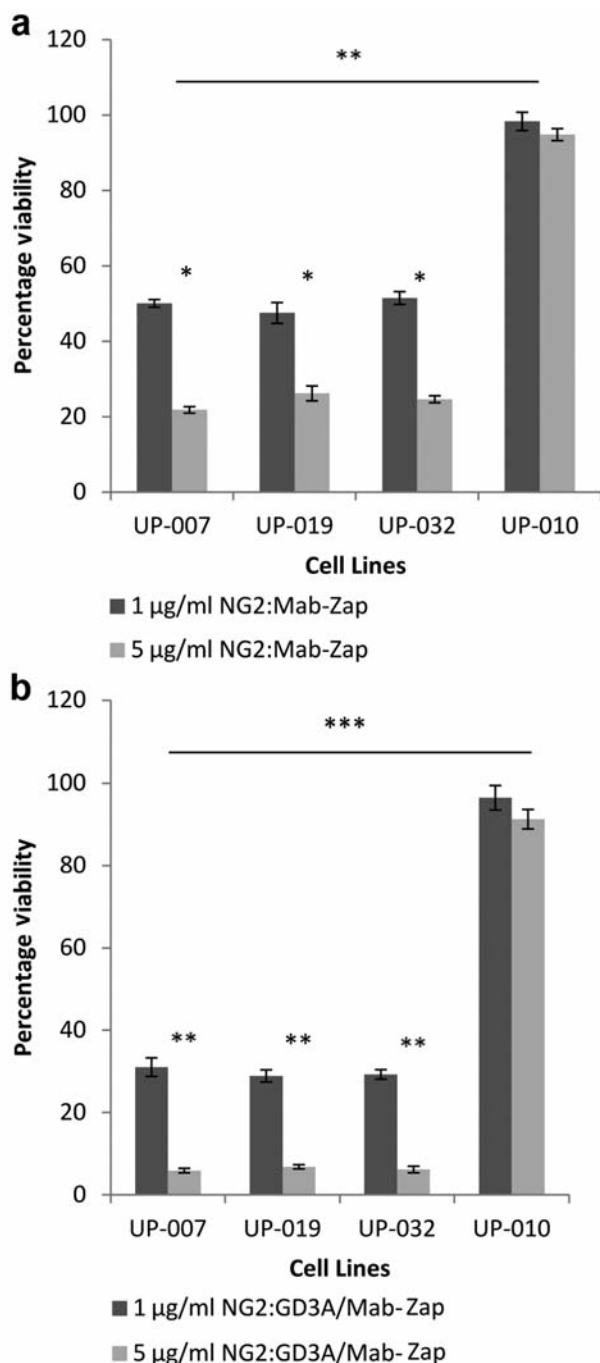 a
120
**
100
Percentage viability
80
60
*
*
*
40
20
0
UP-007 UP-019 UP-032 UP-010
Cell Lines
1 µg/ml NG2:Mab-Zap
5 µg/ml NG2:Mab-Zap
b
120
***
100
Percentage viability
80
60
40
**
**
**
20
0
UP-007 UP-019 UP-032 UP-010
Cell Lines
1 µg/ml NG2:GD3A/Mab-Zap
5 µg/ml NG2:GD3A/Mab-Zap